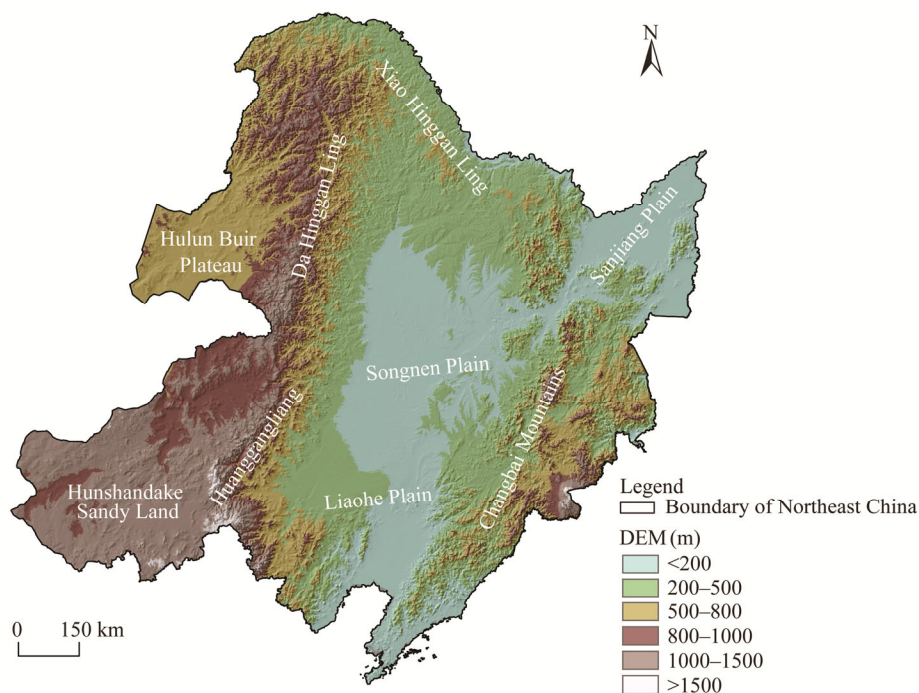 N
Xiao Hinggan Ling
Da Hinggan Ling
Sanjiang Plain
Hulun Buir
Plateau
Songnen Plain
Changbai Mountains
Huanggangliang
Hunshandake
Sandy Land
Liaohe Plain
Legend
Boundary of Northeast China
DEM (m)
<200
200–500
500–800
800–1000
1000–1500
>1500
0 150 km